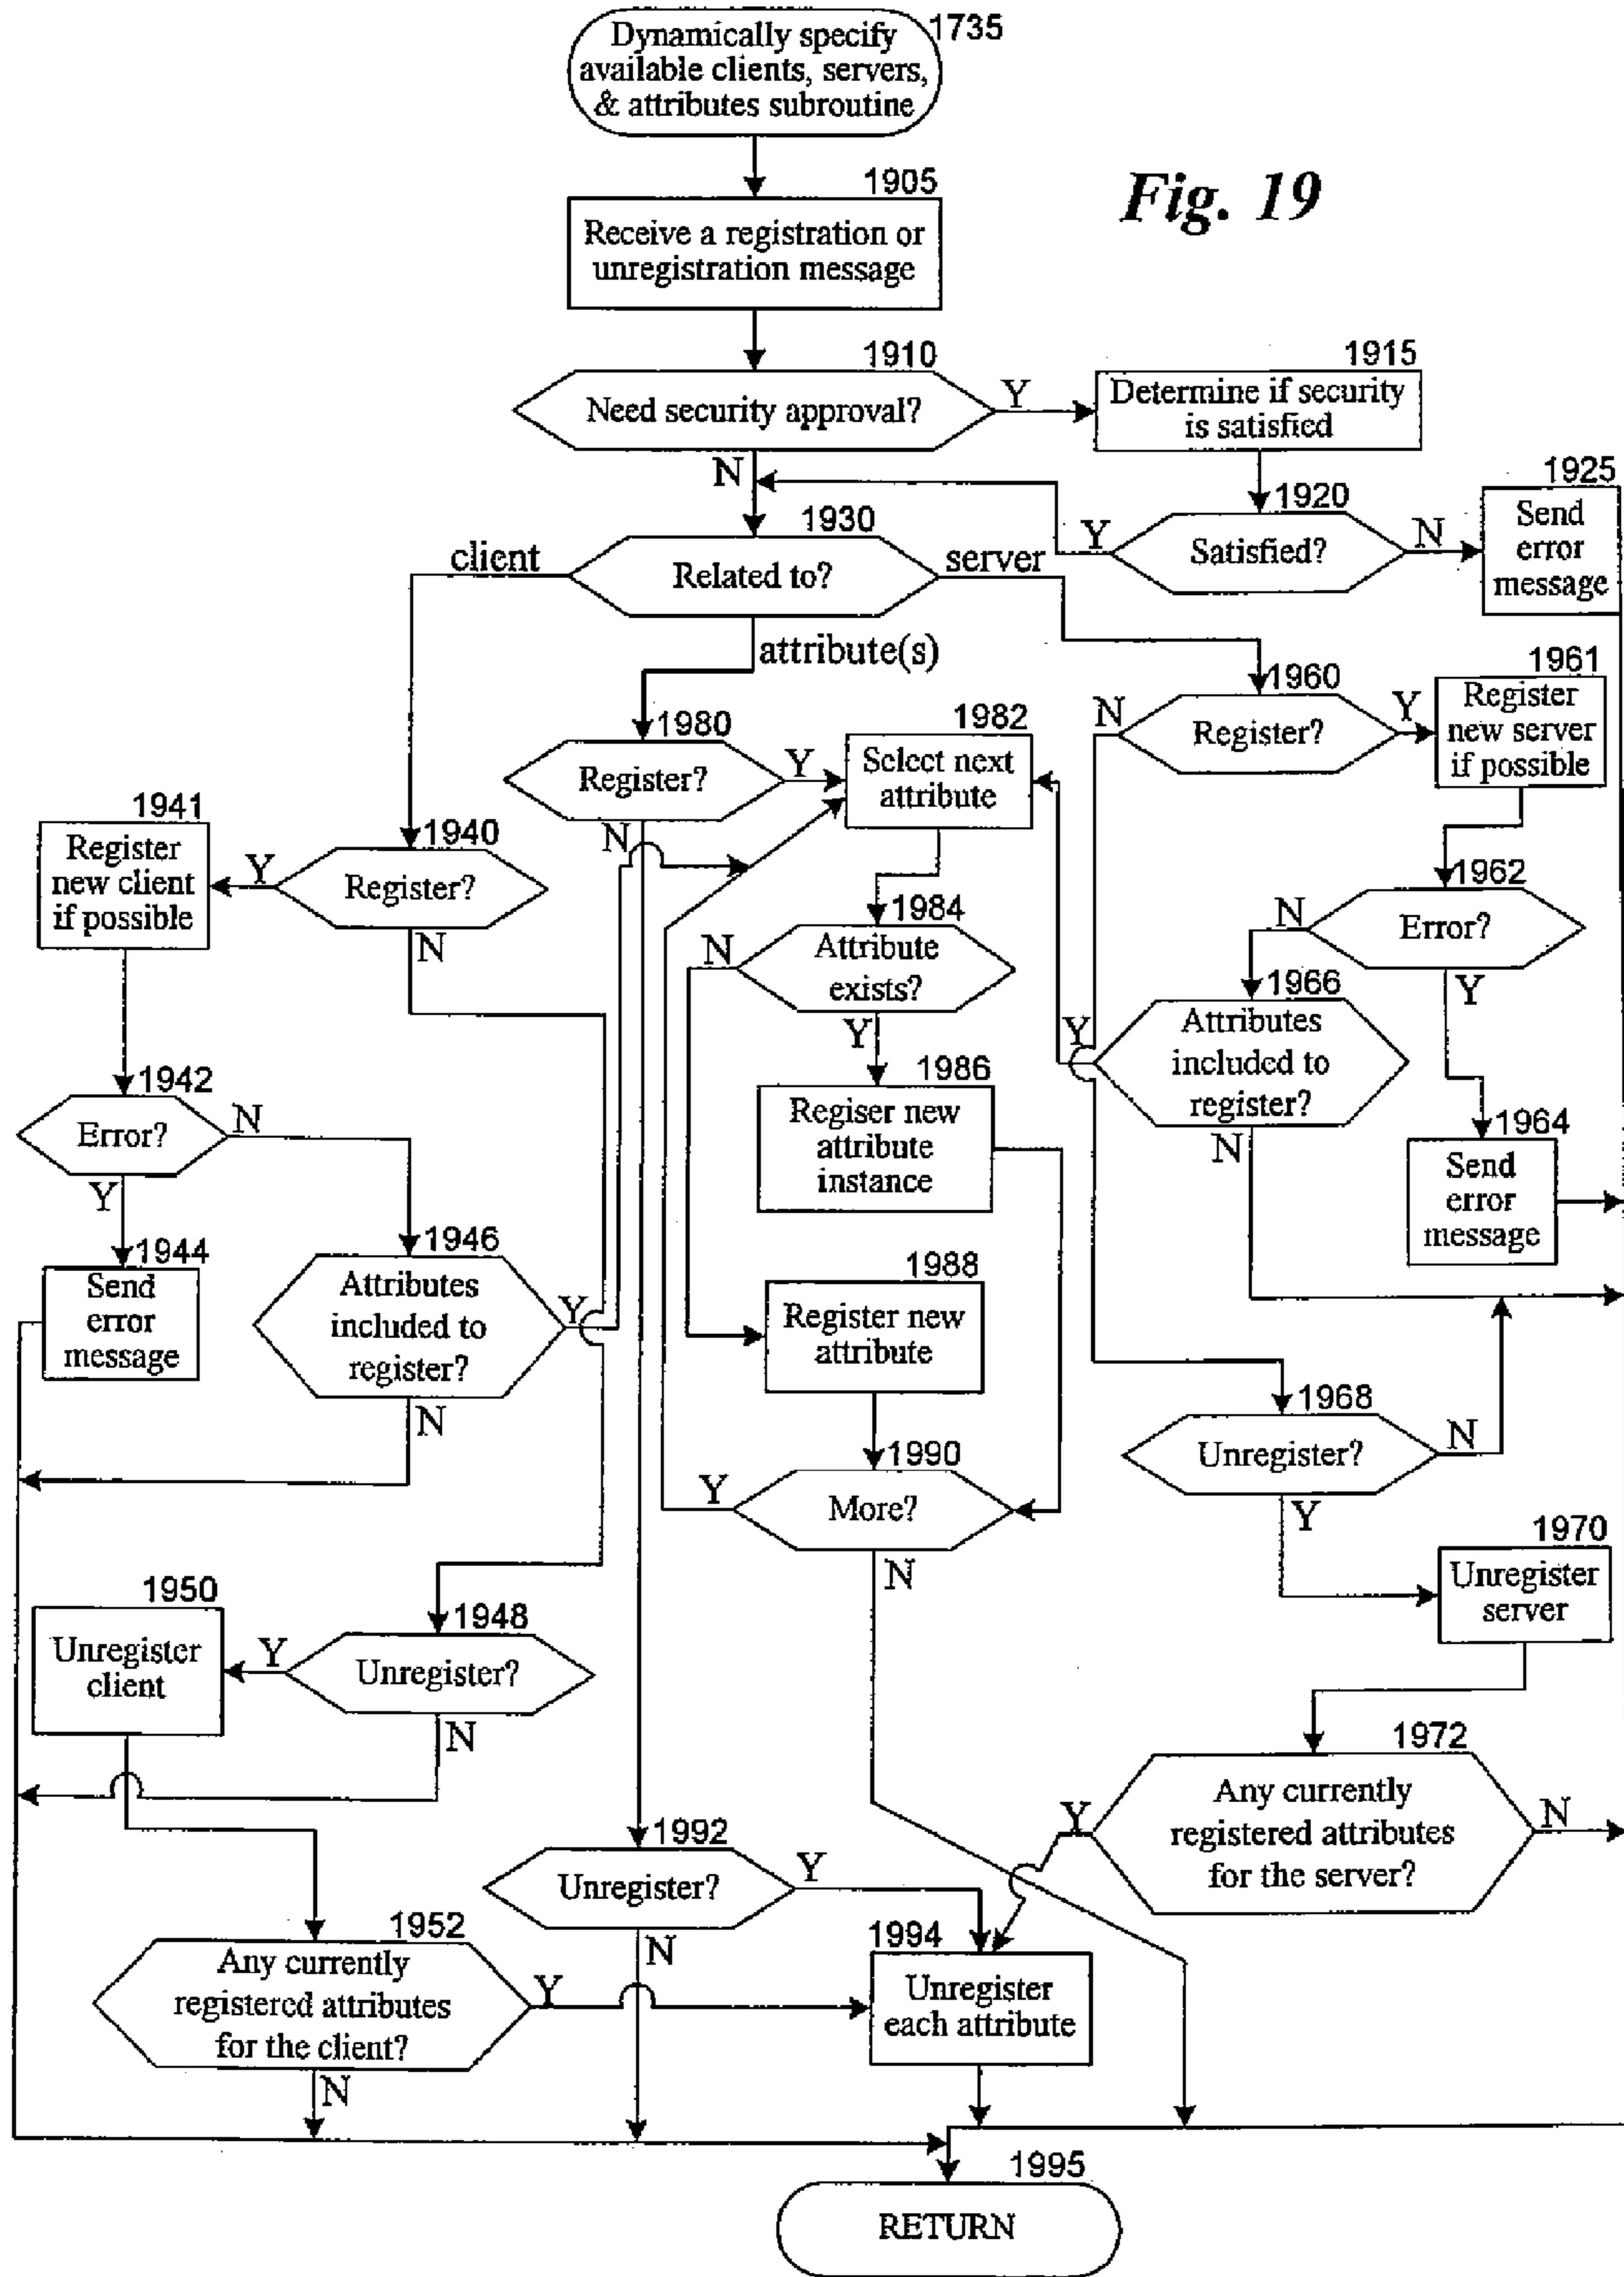 1735
Dynamically specify
available clients, servers,
& attributes subroutine
Fig. 19
1905
Receive a registration or
unregistration message
1910
Need security approval?
Y
N
1915
Determine if security
is satisfied
1920
Satisfied?
Y
N
1925
Send
error
message
1930
Related to?
client
server
attribute(s)
1960
Register?
N
Y
1961
Register
new server
if possible
1980
Register?
Y
N
1982
Select next
attribute
1941
Register
new client
if possible
1940
Register?
Y
N
1962
Error?
N
Y
1984
Attribute
exists?
N
Y
1966
Attributes
included to
register?
Y
N
1986
Regiser new
attribute
instance
1942
Error?
N
Y
1964
Send
error
message
1944
Send
error
message
1946
Attributes
included to
register?
Y
N
1988
Register new
attribute
1968
Unregister?
N
Y
1990
More?
Y
N
1970
Unregister
server
1950
Unregister
client
1948
Unregister?
Y
N
1972
Any currently
registered attributes
for the server?
Y
N
1992
Unregister?
Y
N
1952
Any currently
registered attributes
for the client?
Y
N
1994
Unregister
each attribute
1995
RETURN